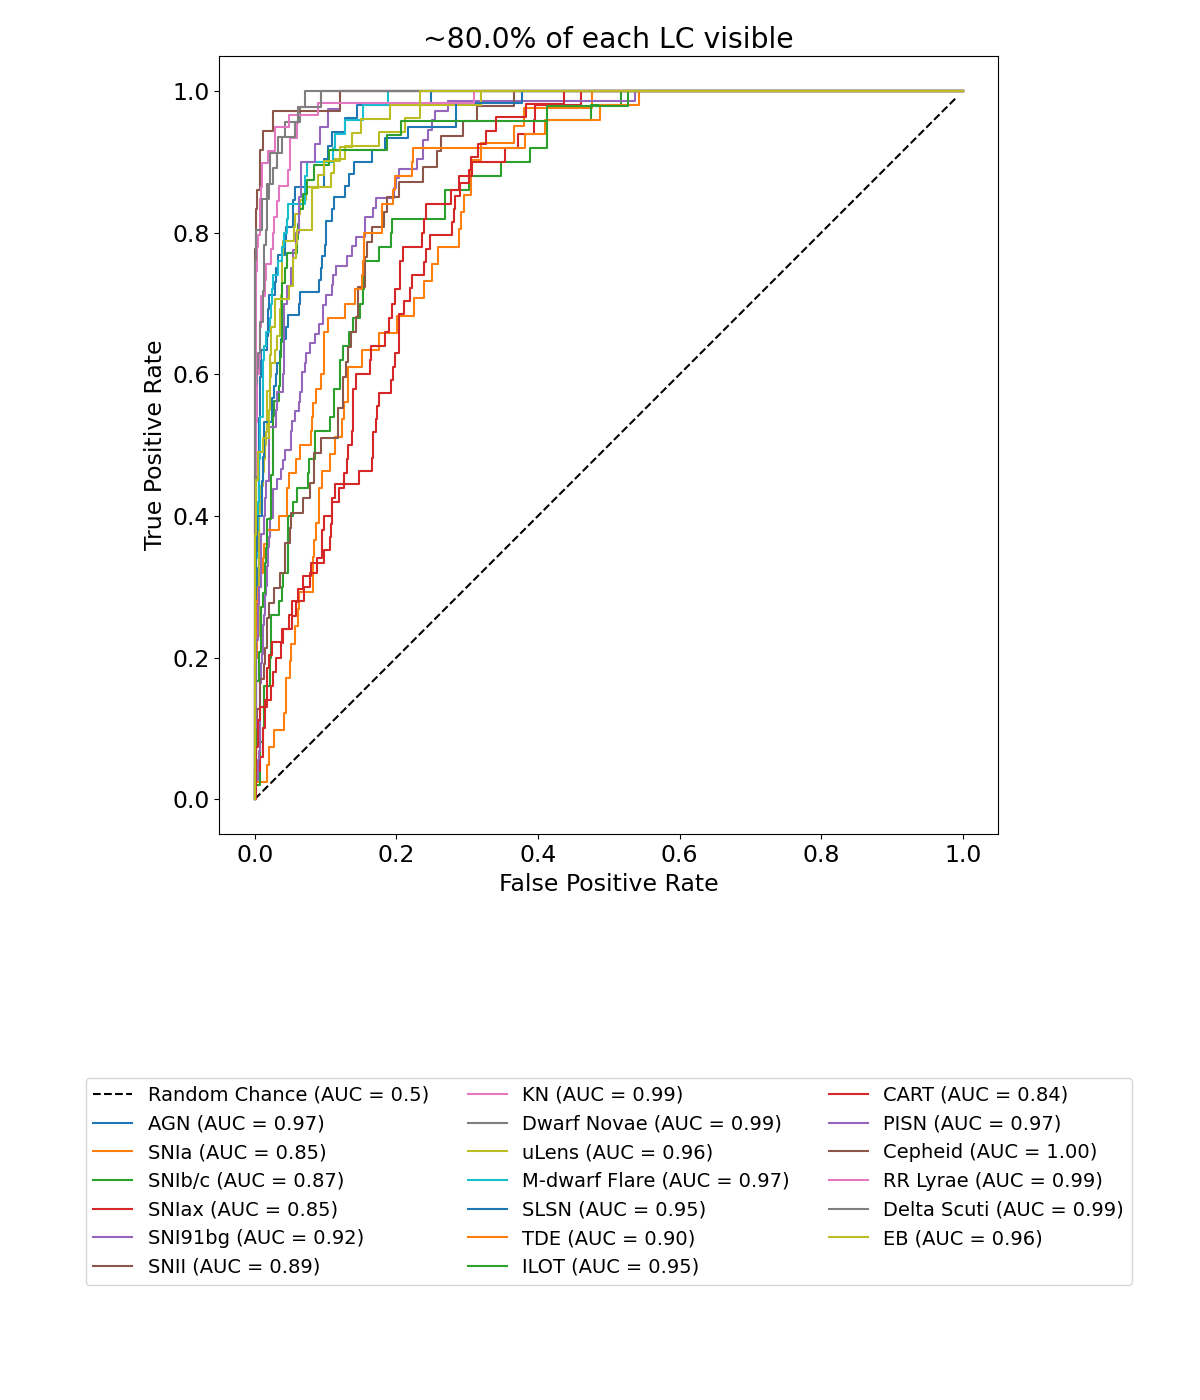 ~80.0% of each LC visible
1.0
0.8
0.6
0.4
0.2
0.0
True Positive Rate
0.0 0.2 0.4 0.6 0.8 1.0
False Positive Rate
Random Chance (AUC = 0.5)
AGN (AUC = 0.97)
SNIa (AUC = 0.85)
SNIb/c (AUC = 0.87)
SNIax (AUC = 0.85)
SNI91bg (AUC = 0.92)
SNII (AUC = 0.89)
KN (AUC = 0.99)
Dwarf Novae (AUC = 0.99)
uLens (AUC = 0.96)
M-dwarf Flare (AUC = 0.97)
SLSN (AUC = 0.95)
TDE (AUC = 0.90)
ILOT (AUC = 0.95)
CART (AUC = 0.84)
PISN (AUC = 0.97)
Cepheid (AUC = 1.00)
RR Lyrae (AUC = 0.99)
Delta Scuti (AUC = 0.99)
EB (AUC = 0.96)